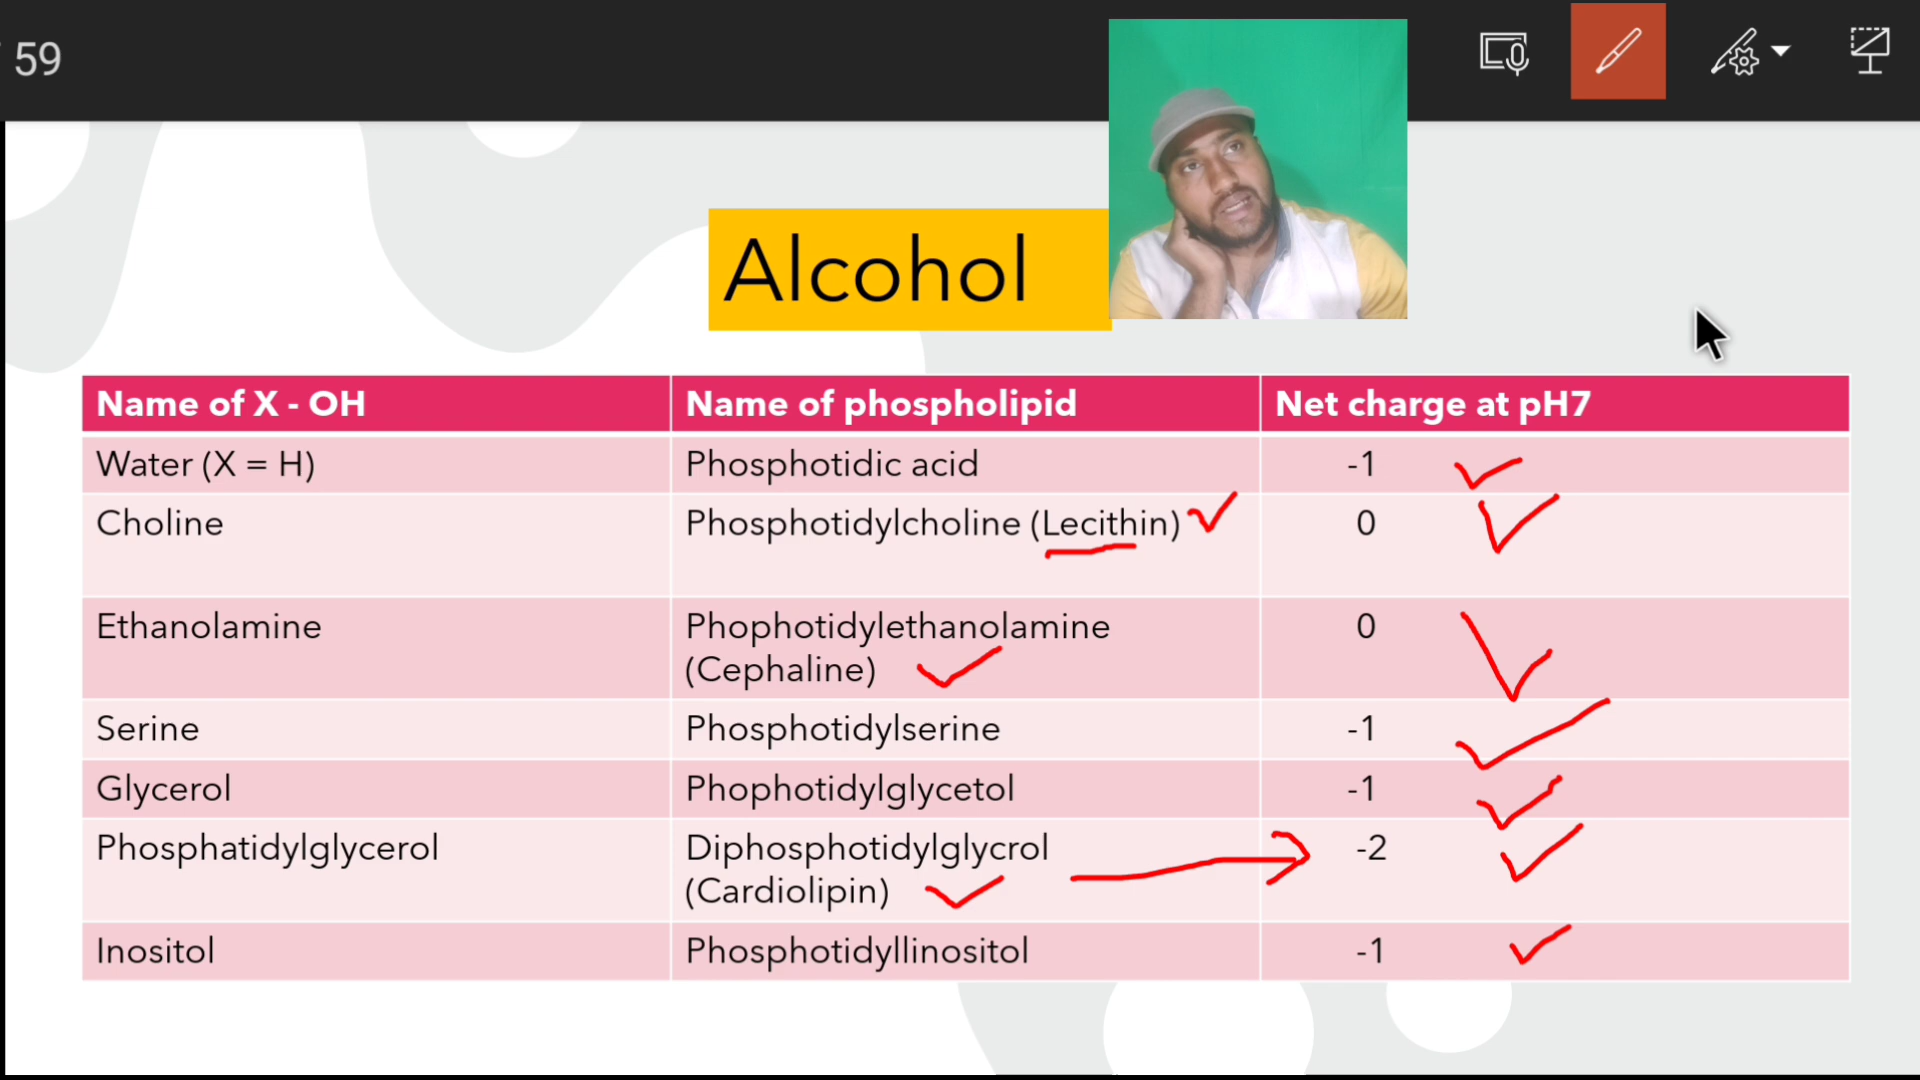 59
Alcohol
Name of X - OH Name of phospholipid Net charge at pH7
Water (X = H) Phosphotidic acid -1
Choline Phosphotidylcholine (Lecithin) 0
Ethanolamine Phophotidylethanolamine 0
(Cephaline)
Serine Phosphotidylserine -1
Glycerol Phophotidylglycetol -1
Phosphatidylglycerol Diphosphotidylglycrol -2
(Cardiolipin)
Inositol Phosphotidyllinositol -1